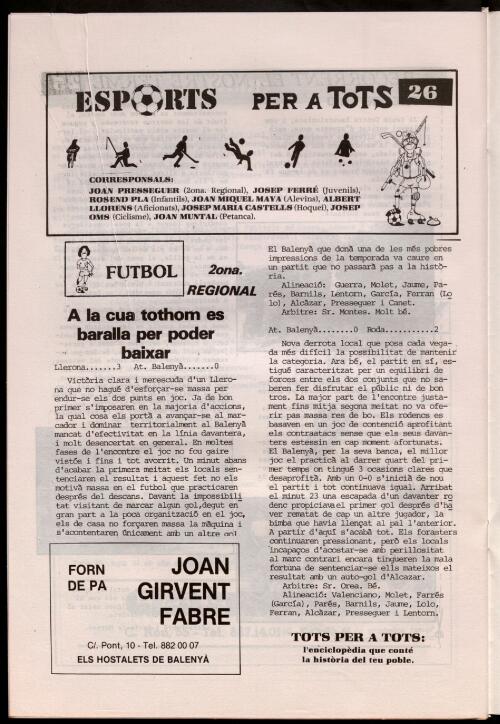 ESPORTS PER A TOTS 26
CORRESPONSALS:
JOAN PRESSEGUER (2ona. Regional), JOSEP FERRÉ (Juvenils),
ROSEND PLA (Infantils), JOAN MIQUEL MAYA (Alevins), ALBERT
LLORENS (Aficionats), JOSEP MARIA CASTELLS (Hoquei), JOSEP
OMS (Ciclisme), JOAN MUNTAL (Petanca).
FUTBOL
2ona.
REGIONAL
A la cua tothom es
baralla per poder
baixar
Llerona.......3 At. Balenyà.......0
Victòria clara i merescuda d'un Llero-
na que no hagué d'esforçar-se massa per
endur-se els dos punts en joc. Ja de bon
primer s'imposaren en la majoria d'accions,
la qual cosa els portà a avançar-se al mar-
cador i dominar territorialment al Balenyà
mancat d'efectivitat en la línia davantera,
i molt desencertat en general. En moltes
fases de l'encontre el joc no fou gaire
vistós i fins i tot avorrit. Un minut abans
d'acabar la primera meitat els locals sen-
tenciaren el resultat i aquest fet no els
motivà massa en el futbol que practicaren
després del descans. Davant la impossibili
tat visitant de marcar algun gol,degut en
gran part a la poca organització en el joc,
els de casa no forçaren massa la màquina i
s'acontentaren únicament amb un altre gol
FORN
DE PA
JOAN
GIRVENT
FABRE
C/. Pont, 10 - Tel. 882 00 07
ELS HOSTALETS DE BALENYÀ
El Balenyà que donà una de les més pobres
impressions de la temporada va caure en
un partit que no passarà pas a la histò-
ria.
Alineació: Guerra, Molet, Jaume, Pa-
rés, Barnils, Lentorn, García, Ferran (Lo
lo), Alcàzar, Presseguer i Canet.
Arbitre: Sr. Montes. Molt bé.
At. Balenyà........0 Roda...........2
Nova derrota local que posa cada vega-
da més difícil la possibilitat de mantenir
la categoria. Ara bé, el partit en sí, es-
tigué caracteritzat per un equilibri de
forces entre els dos conjunts que no sa-
beren fer disfrutar el públic ni de bon
tros. La major part de l'encontre justa-
ment fins mitja segona meitat no va ofe-
rir pas massa res de bo. Els rodencs es
basaven en un joc de contenció aprofitant
els contraatacs sense que els seus davan-
ters estessin en cap moment afortunats.
El Balenyà, per la seva banca, el millor
joc el practicà al darrer quart del pri-
mer temps on tingué 3 ocasions clares que
desaprofità. Amb un 0-0 s'inicià de nou
el partit i tot continuava igual. Arribat
el minut 23 una escapada d'un davanter ro
denc propiciava el primer gol després d'ha
ver rematat de cap un altre jugador, la
bimba que havia llençat al pal l'anterior.
A partir d'aquí s'acabà tot. Els forasters
continuaren pressionant, però els locals
incapaços d'acostar-se amb perillositat
al marc contrari encara tingueren la mala
fortuna de sentenciar-se ells mateixos el
resultat amb un auto-gol d'Alcazar.
Arbitre: Sr. Orea. Bé.
Alineació: Valenciano, Molet, Farrés
(García), Parés, Barnils, Jaume, Lolo,
Ferran, Alcàzar, Presseguer i Lentorn.
TOTS PER A TOTS:
l'enciclopèdia que conté
la història del teu poble.